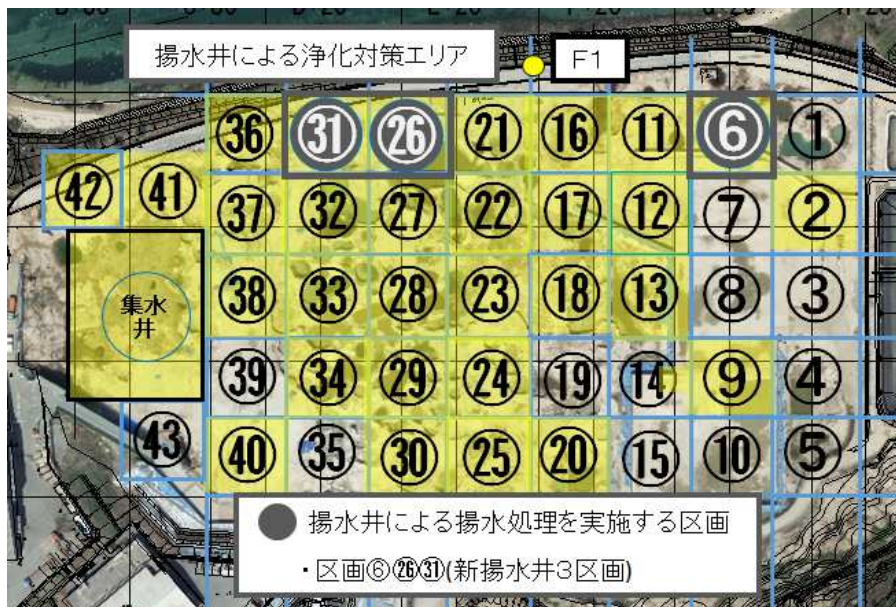 揚水井による浄化対策エリア
F1
㊱ ㉛ ㉖ ㉑ ⑯ ⑪ ⑥ ①
㊷ ㊶ ㊲ ㉜ ㉗ ㉒ ⑰ ⑫ ⑦ ②
集水
井
㊳ ㉝ ㉘ ㉓ ⑱ ⑬ ⑧ ③
㊴ ㉞ ㉙ ㉔ ⑲ ⑭ ⑨ ④
㊸ ㊵ ㉟ ㉚ ㉕ ⑳ ⑮ ⑩ ⑤
揚水井による揚水処理を実施する区画
・区画⑥㉖㉛(新揚水井3区画)